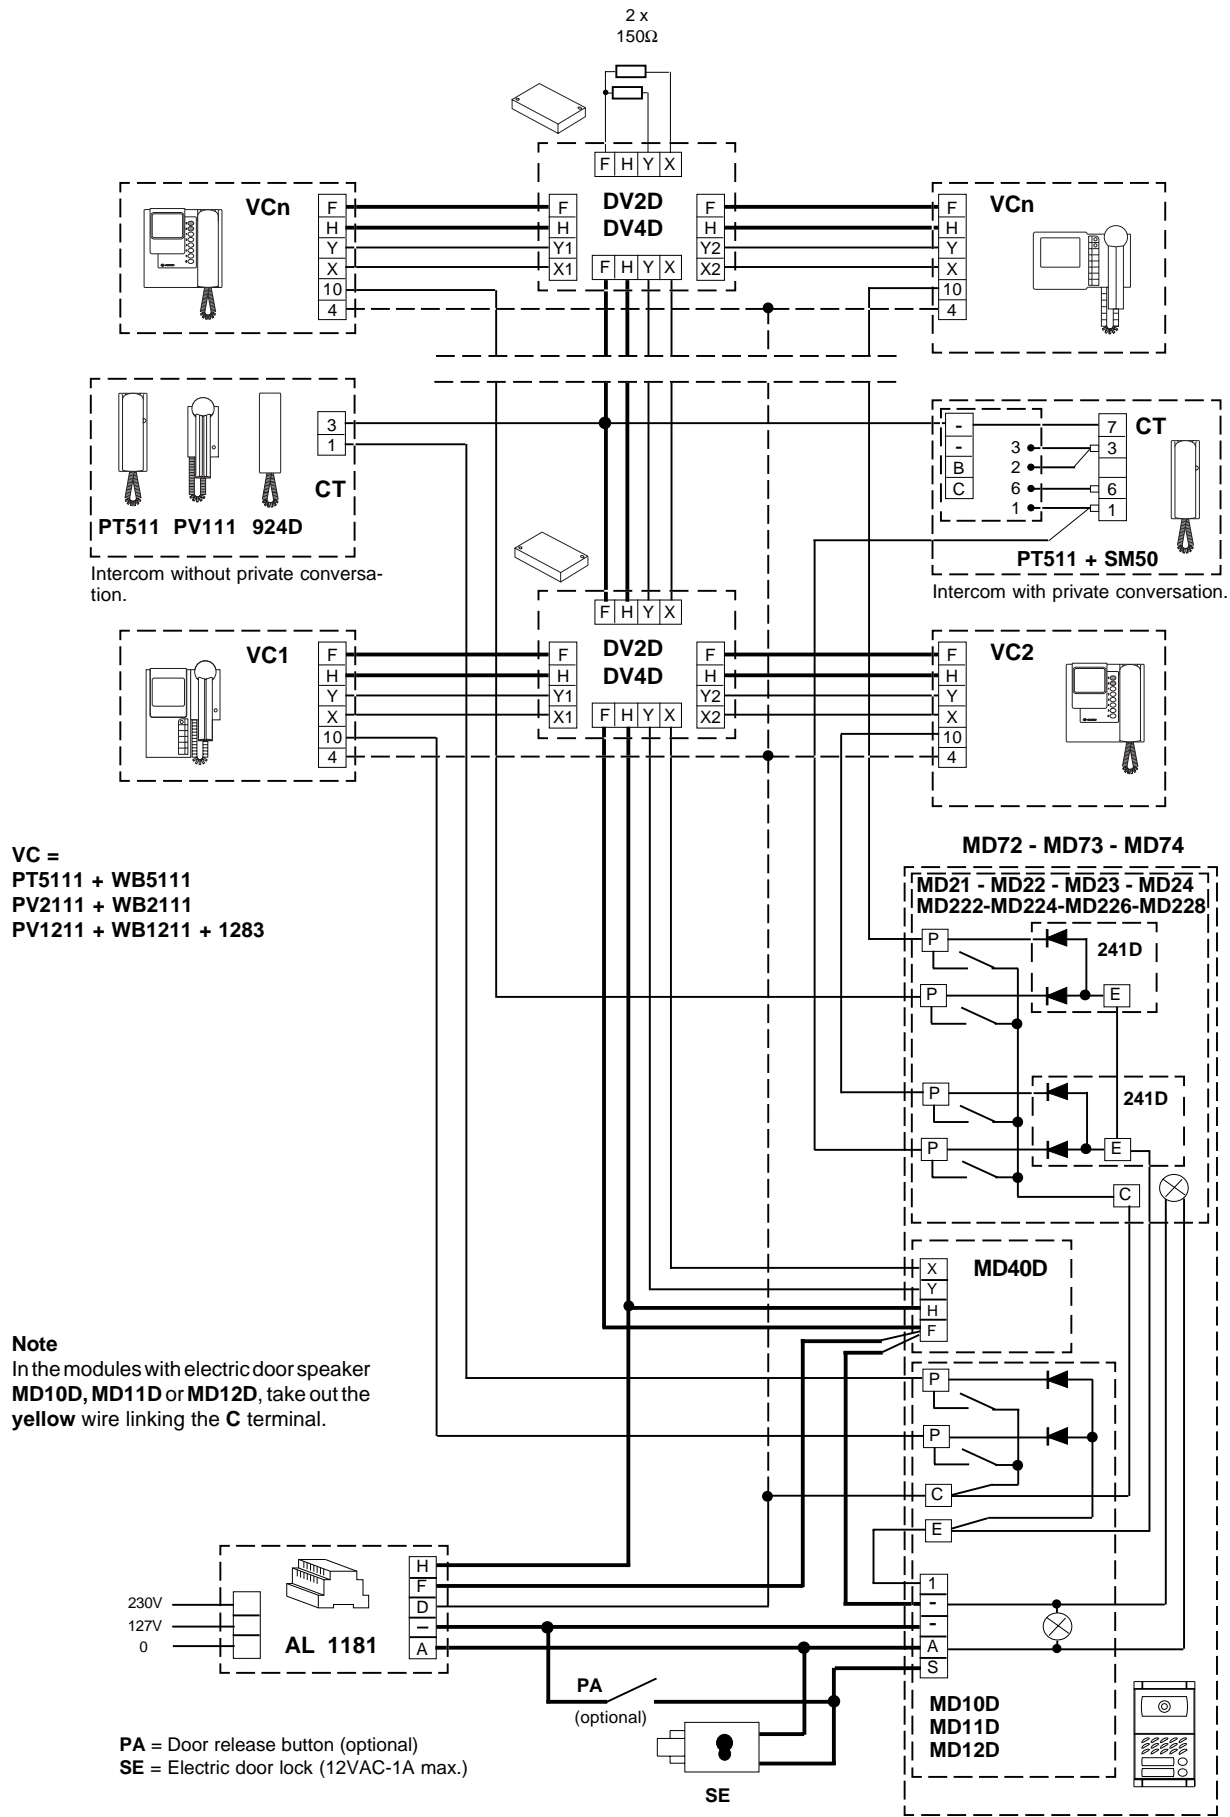 2 x
150Ω
F H Y X
VCn
F
H
Y
X
10
4
F
H
Y1
X1
DV2D
DV4D
F H Y X
F
H
Y2
X2
F
H
Y
X
10
4
VCn
3
1
CT
PT511 PV111 924D
Intercom without private conversa-
tion.
-
-
B
C
3
2
6
1
7
3
6
1
CT
PT511 + SM50
Intercom with private conversation.
F H Y X
VC1
F
H
Y
X
10
4
F
H
Y1
X1
DV2D
DV4D
F H Y X
F
H
Y2
X2
F
H
Y
X
10
4
VC2
VC =
PT5111 + WB5111
PV2111 + WB2111
PV1211 + WB1211 + 1283
MD72 - MD73 - MD74
MD21 - MD22 - MD23 - MD24
MD222-MD224-MD226-MD228
P
241D
P
E
P
241D
P
E
C
X
Y
H
F
MD40D
Note
In the modules with electric door speaker
MD10D, MD11D or MD12D, take out the
yellow wire linking the C terminal.
P
P
C
E
1
-
-
A
S
MD10D
MD11D
MD12D
230V
127V
0
AL 1181
H
F
D
–
A
PA
(optional)
SE
PA = Door release button (optional)
SE = Electric door lock (12VAC-1A max.)